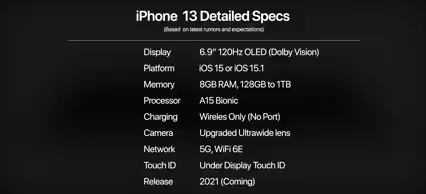 iPhone 13 Detailed Specs
(Based on latest rumors and expectations)
Display 6.9" 120Hz OLED (Dolby Vision)
Platform iOS 15 or iOS 15.1
Memory 8GB RAM, 128GB to 1TB
Processor A15 Bionic
Charging Wireles Only (No Port)
Camera Upgraded Ultrawide lens
Network 5G, WiFi 6E
Touch ID Under Display Touch ID
Release 2021 (Coming)